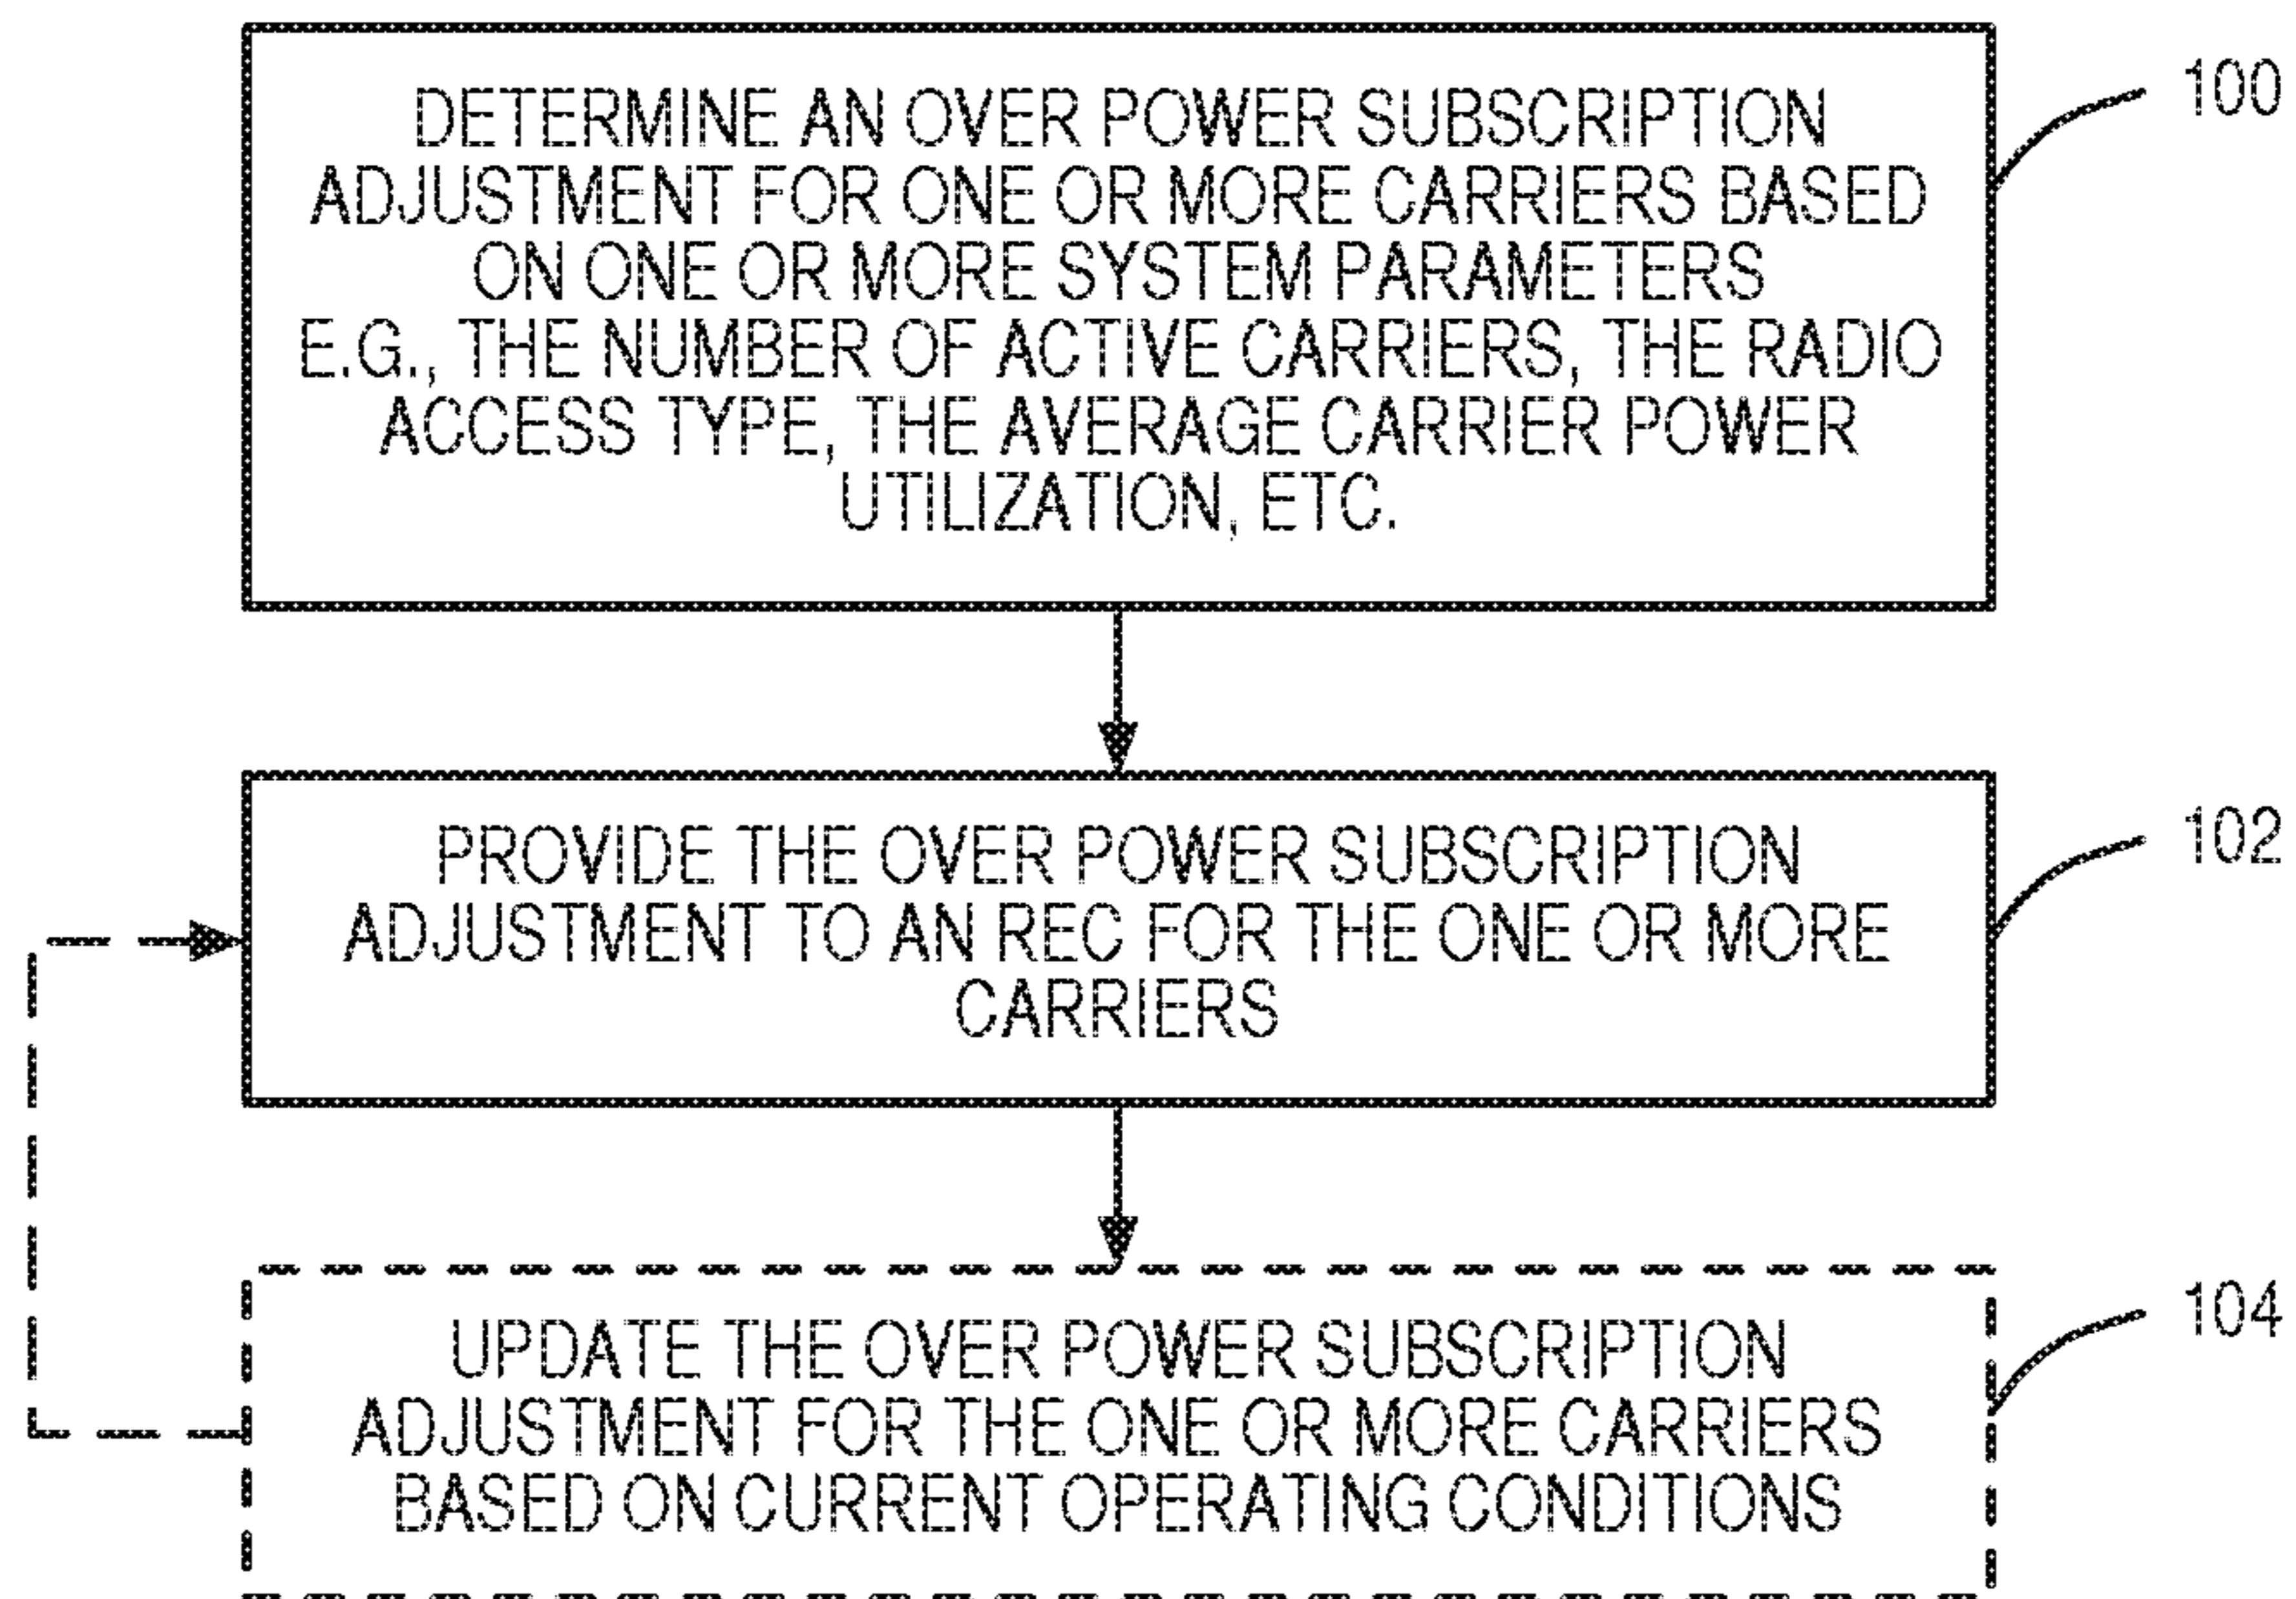 DETERMINE AN OVER POWER SUBSCRIPTION
ADJUSTMENT FOR ONE OR MORE CARRIERS BASED
ON ONE OR MORE SYSTEM PARAMETERS
E.G., THE NUMBER OF ACTIVE CARRIERS, THE RADIO
ACCESS TYPE, THE AVERAGE CARRIER POWER
UTILIZATION, ETC.
100
PROVIDE THE OVER POWER SUBSCRIPTION
ADJUSTMENT TO AN REC FOR THE ONE OR MORE
CARRIERS
102
UPDATE THE OVER POWER SUBSCRIPTION
ADJUSTMENT FOR THE ONE OR MORE CARRIERS
BASED ON CURRENT OPERATING CONDITIONS
104